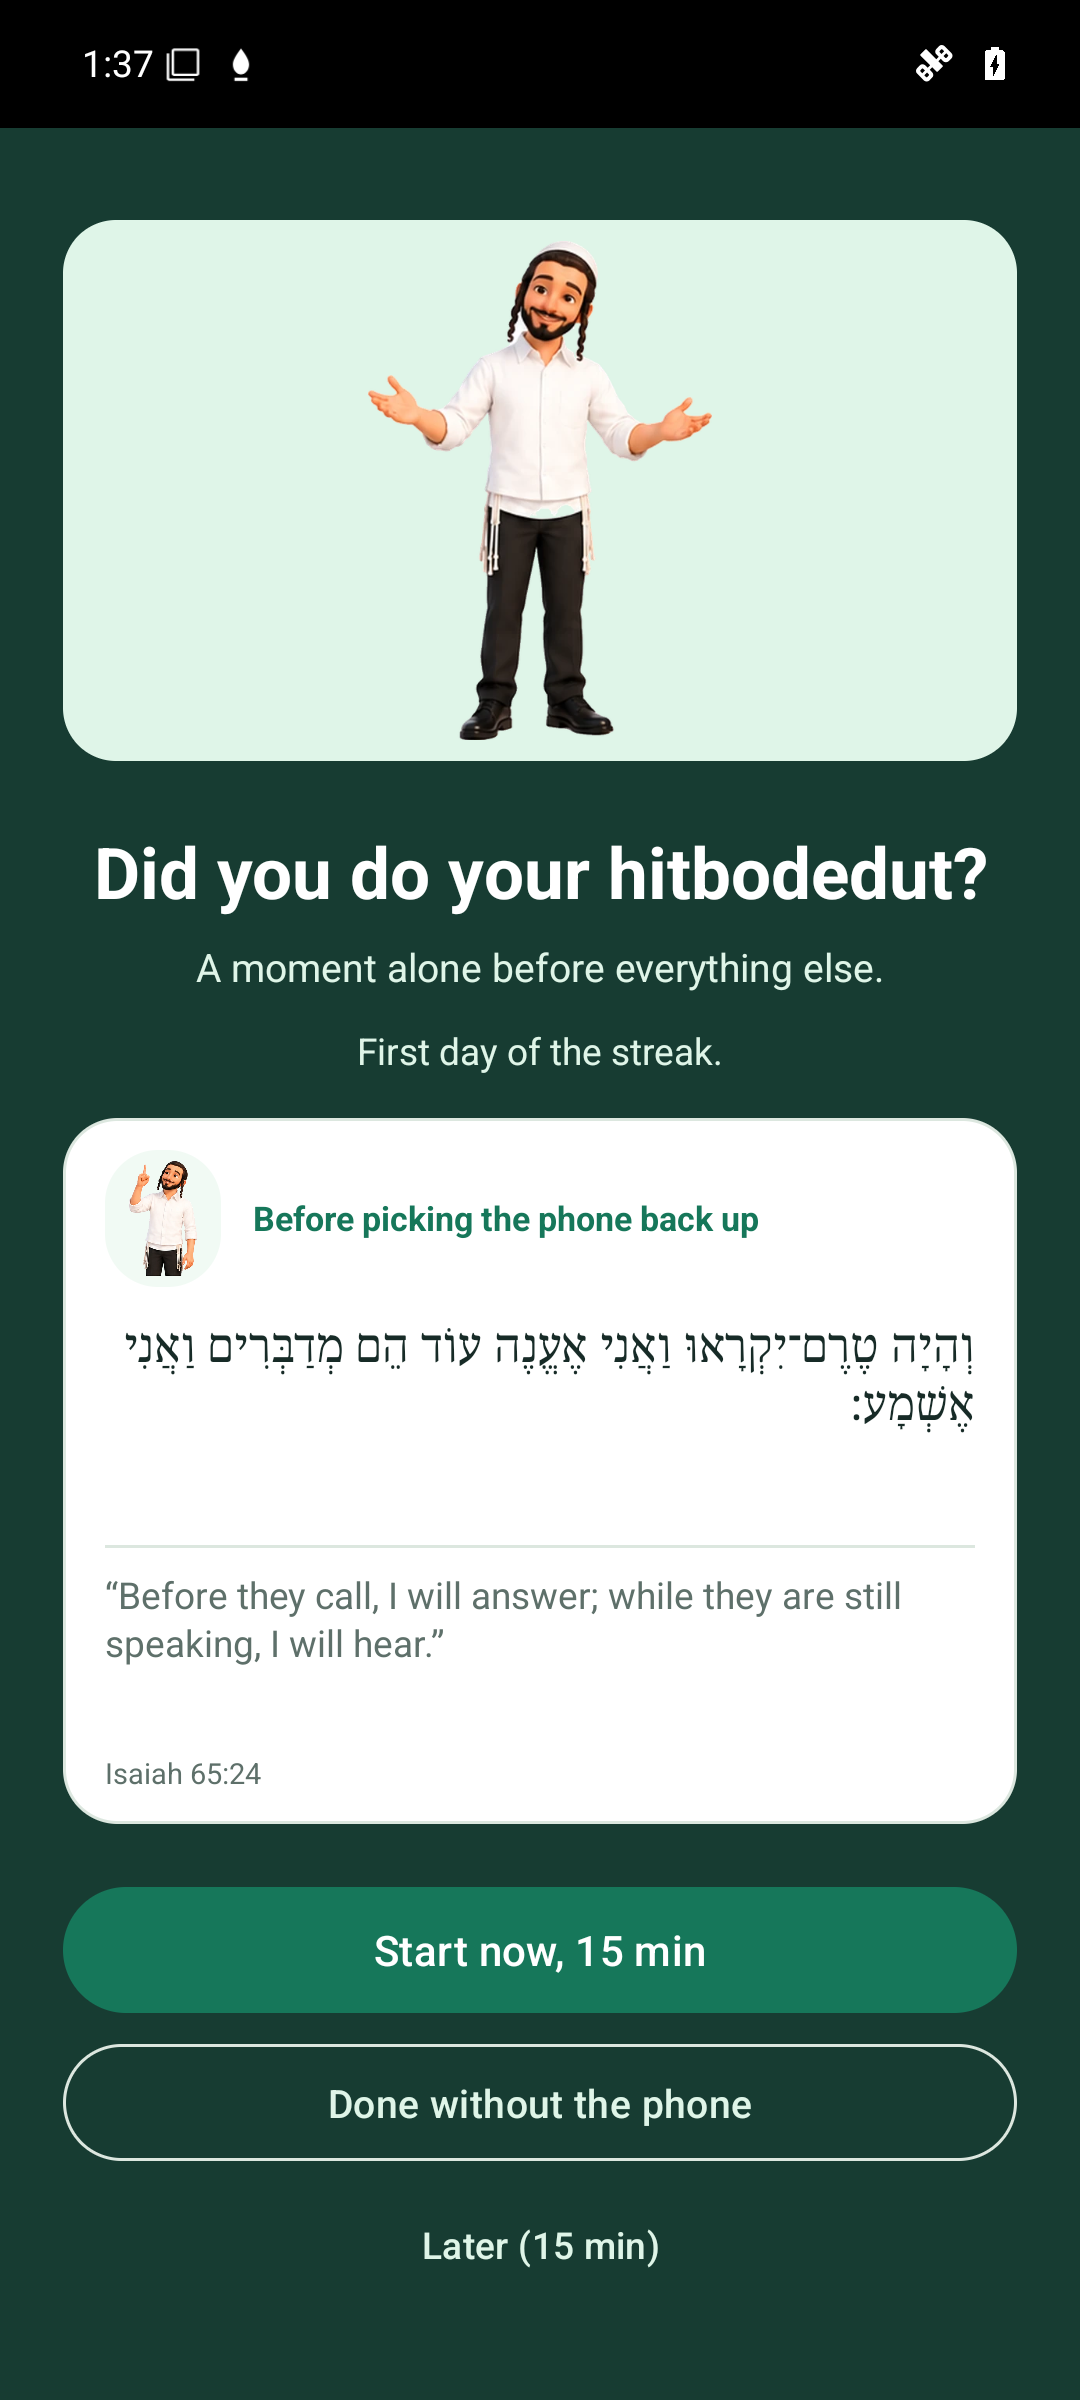 1:37
Did you do your hitbodedut?
A moment alone before everything else.
First day of the streak.
Before picking the phone back up
וְהָיָה טֶרֶם־יִקְרָאוּ וַאֲנִי אֶעֱנֶה עוֹד הֵם מְדַבְּרִים וַאֲנִי
אֶשְׁמָע׃
“Before they call, I will answer; while they are still
speaking, I will hear.”
Isaiah 65:24
Start now, 15 min
Done without the phone
Later (15 min)